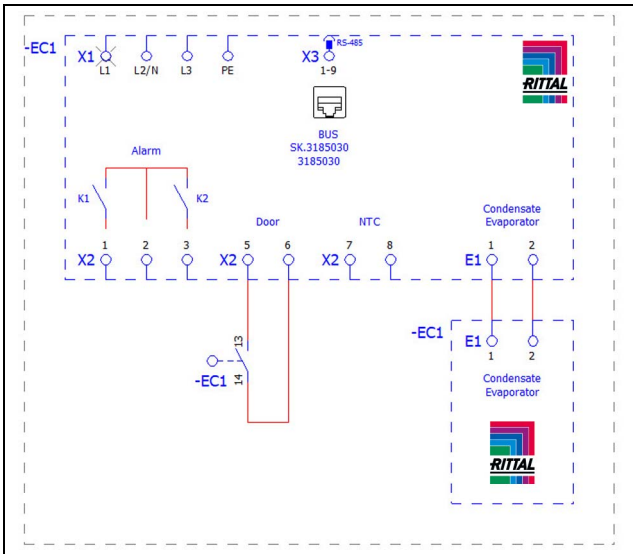 -EC1
X1
L1
L2/N
L3
PE
X3
RS-485
1-9
RITTAL
BUS
SK.3185030
3185030
Alarm
K1
K2
Door
NTC
Condensate
Evaporator
X2
1
2
3
X2
5
6
X2
7
8
E1
1
2
13
14
-EC1
-EC1
E1
1
2
Condensate
Evaporator
RITTAL